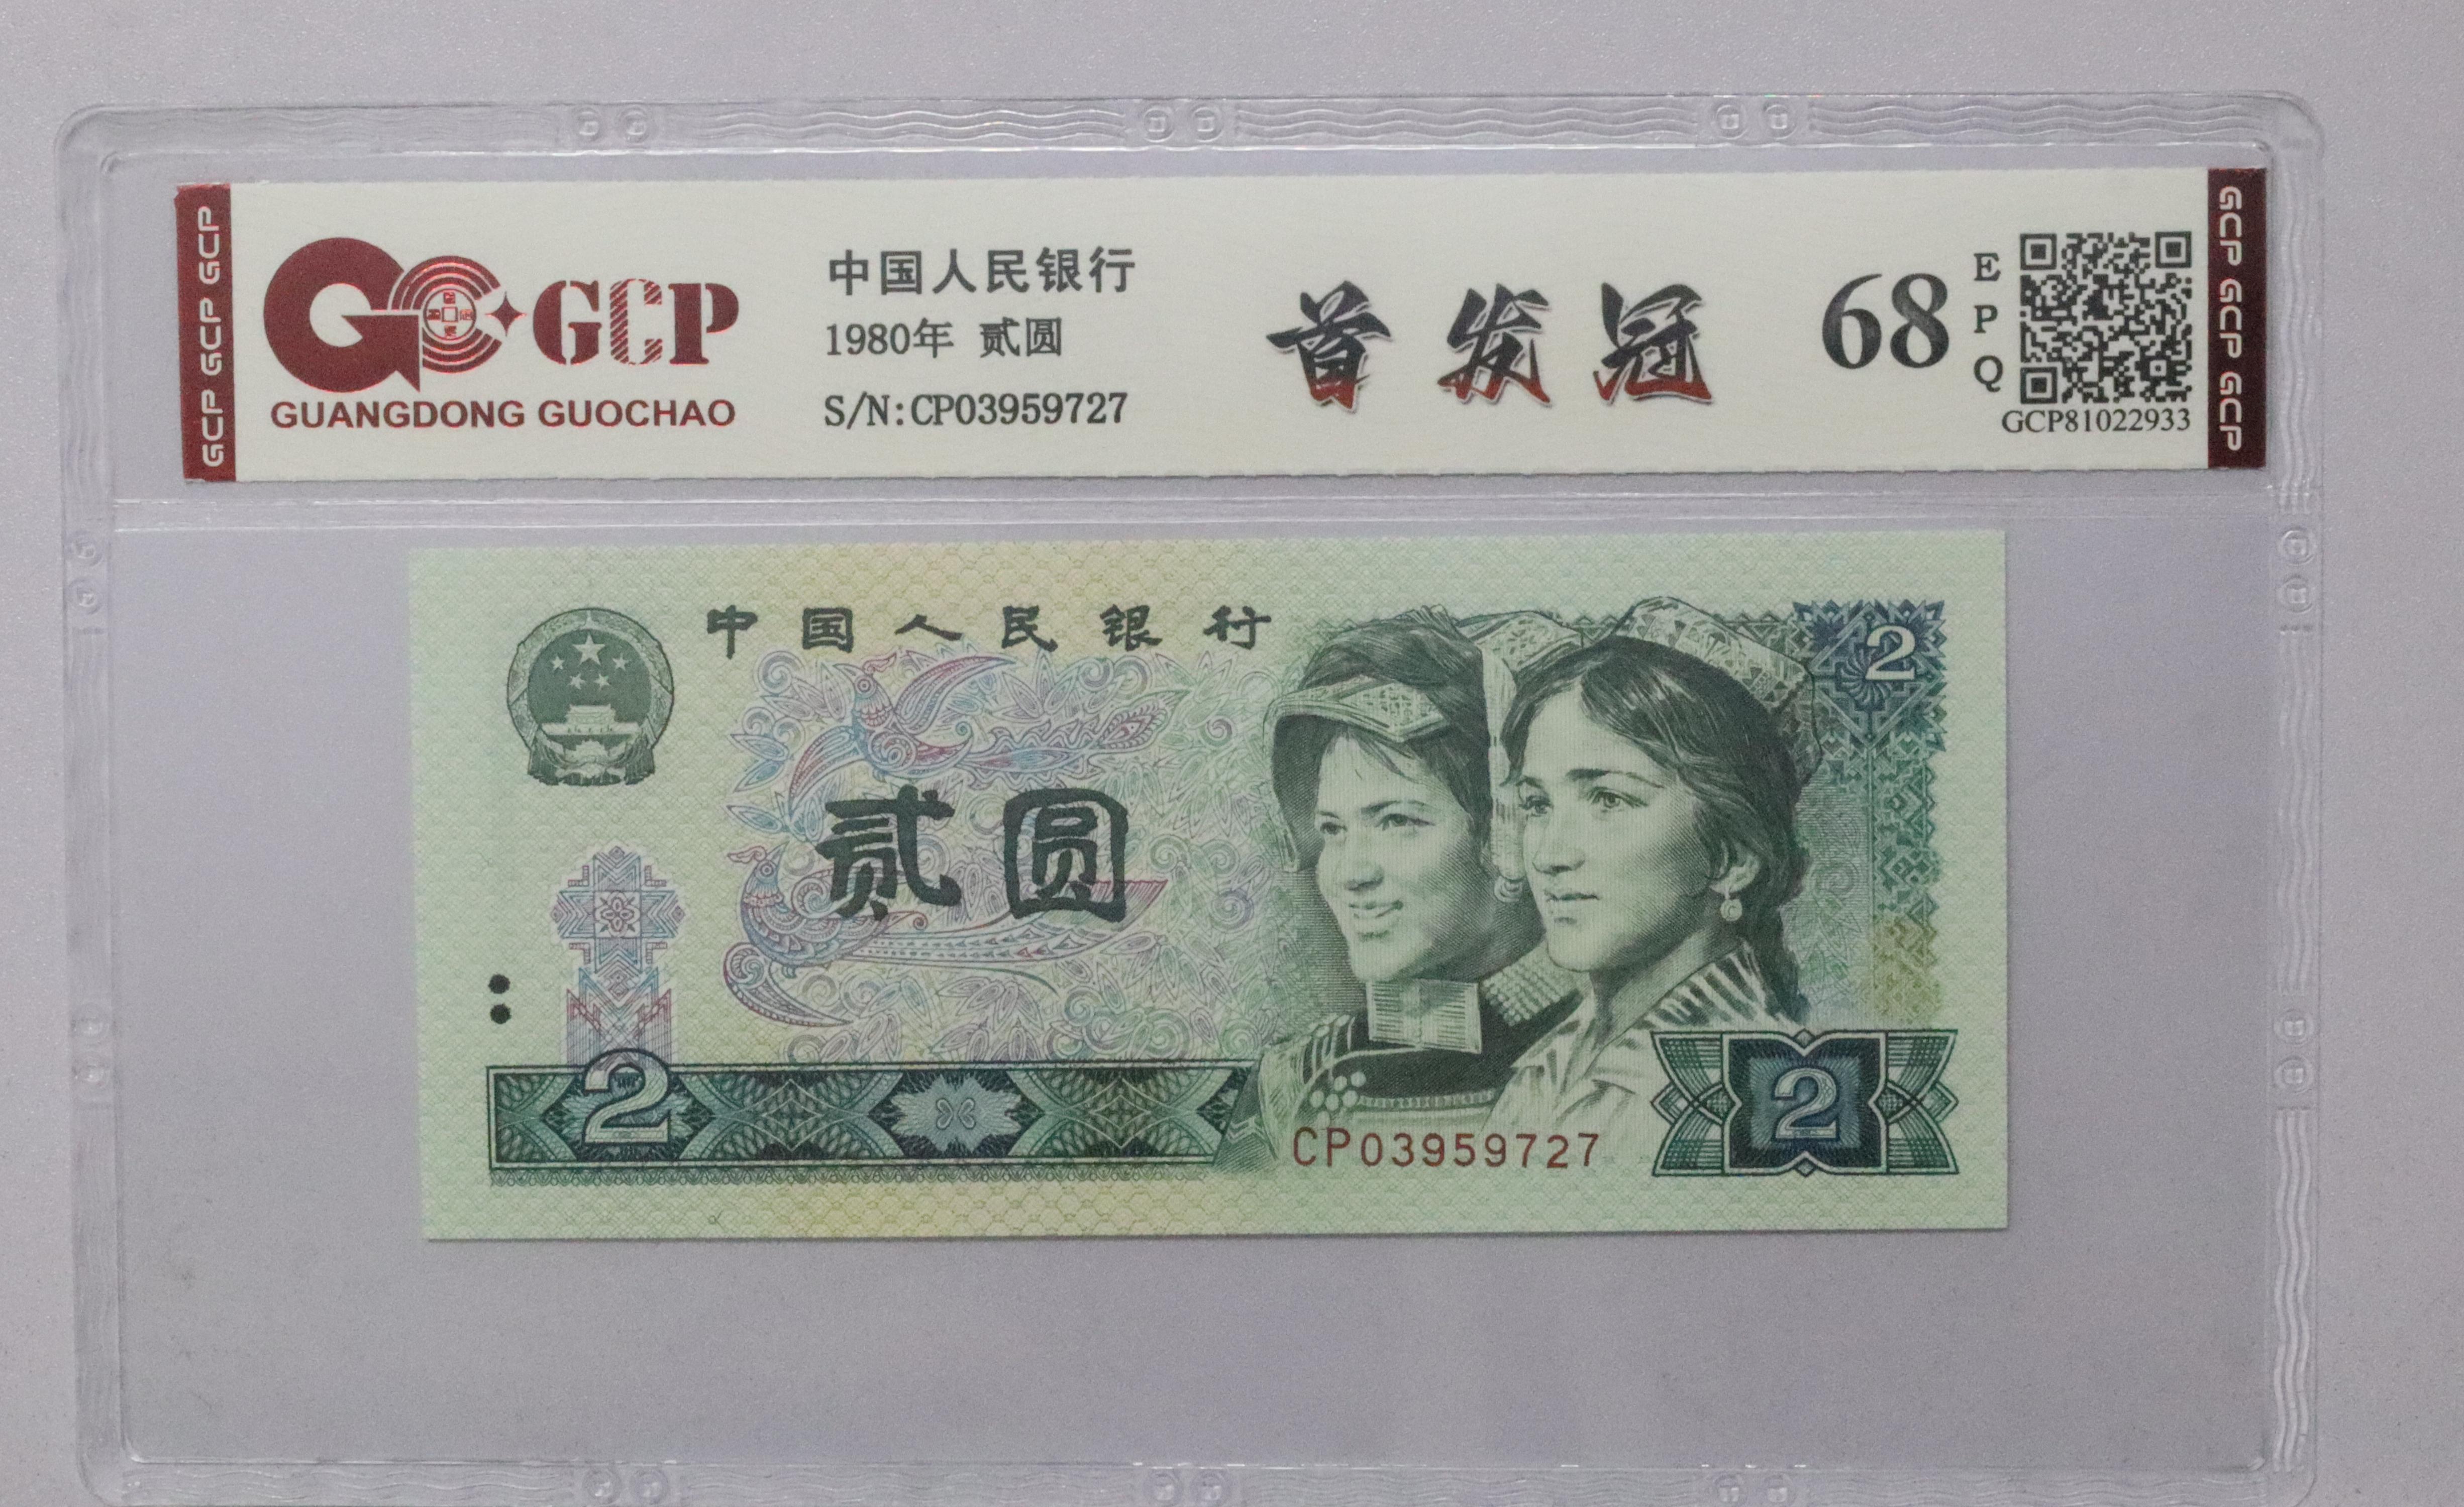 GCP GCP GCP
GCP
GUANGDONG GUOCHAO
中国人民银行
1980年 贰圆
S/N:CP03959727
首发冠
68
E
P
Q
GCP81022933
GCP GCP GCP
中国人民银行
2
贰圆
2
CP03959727
2